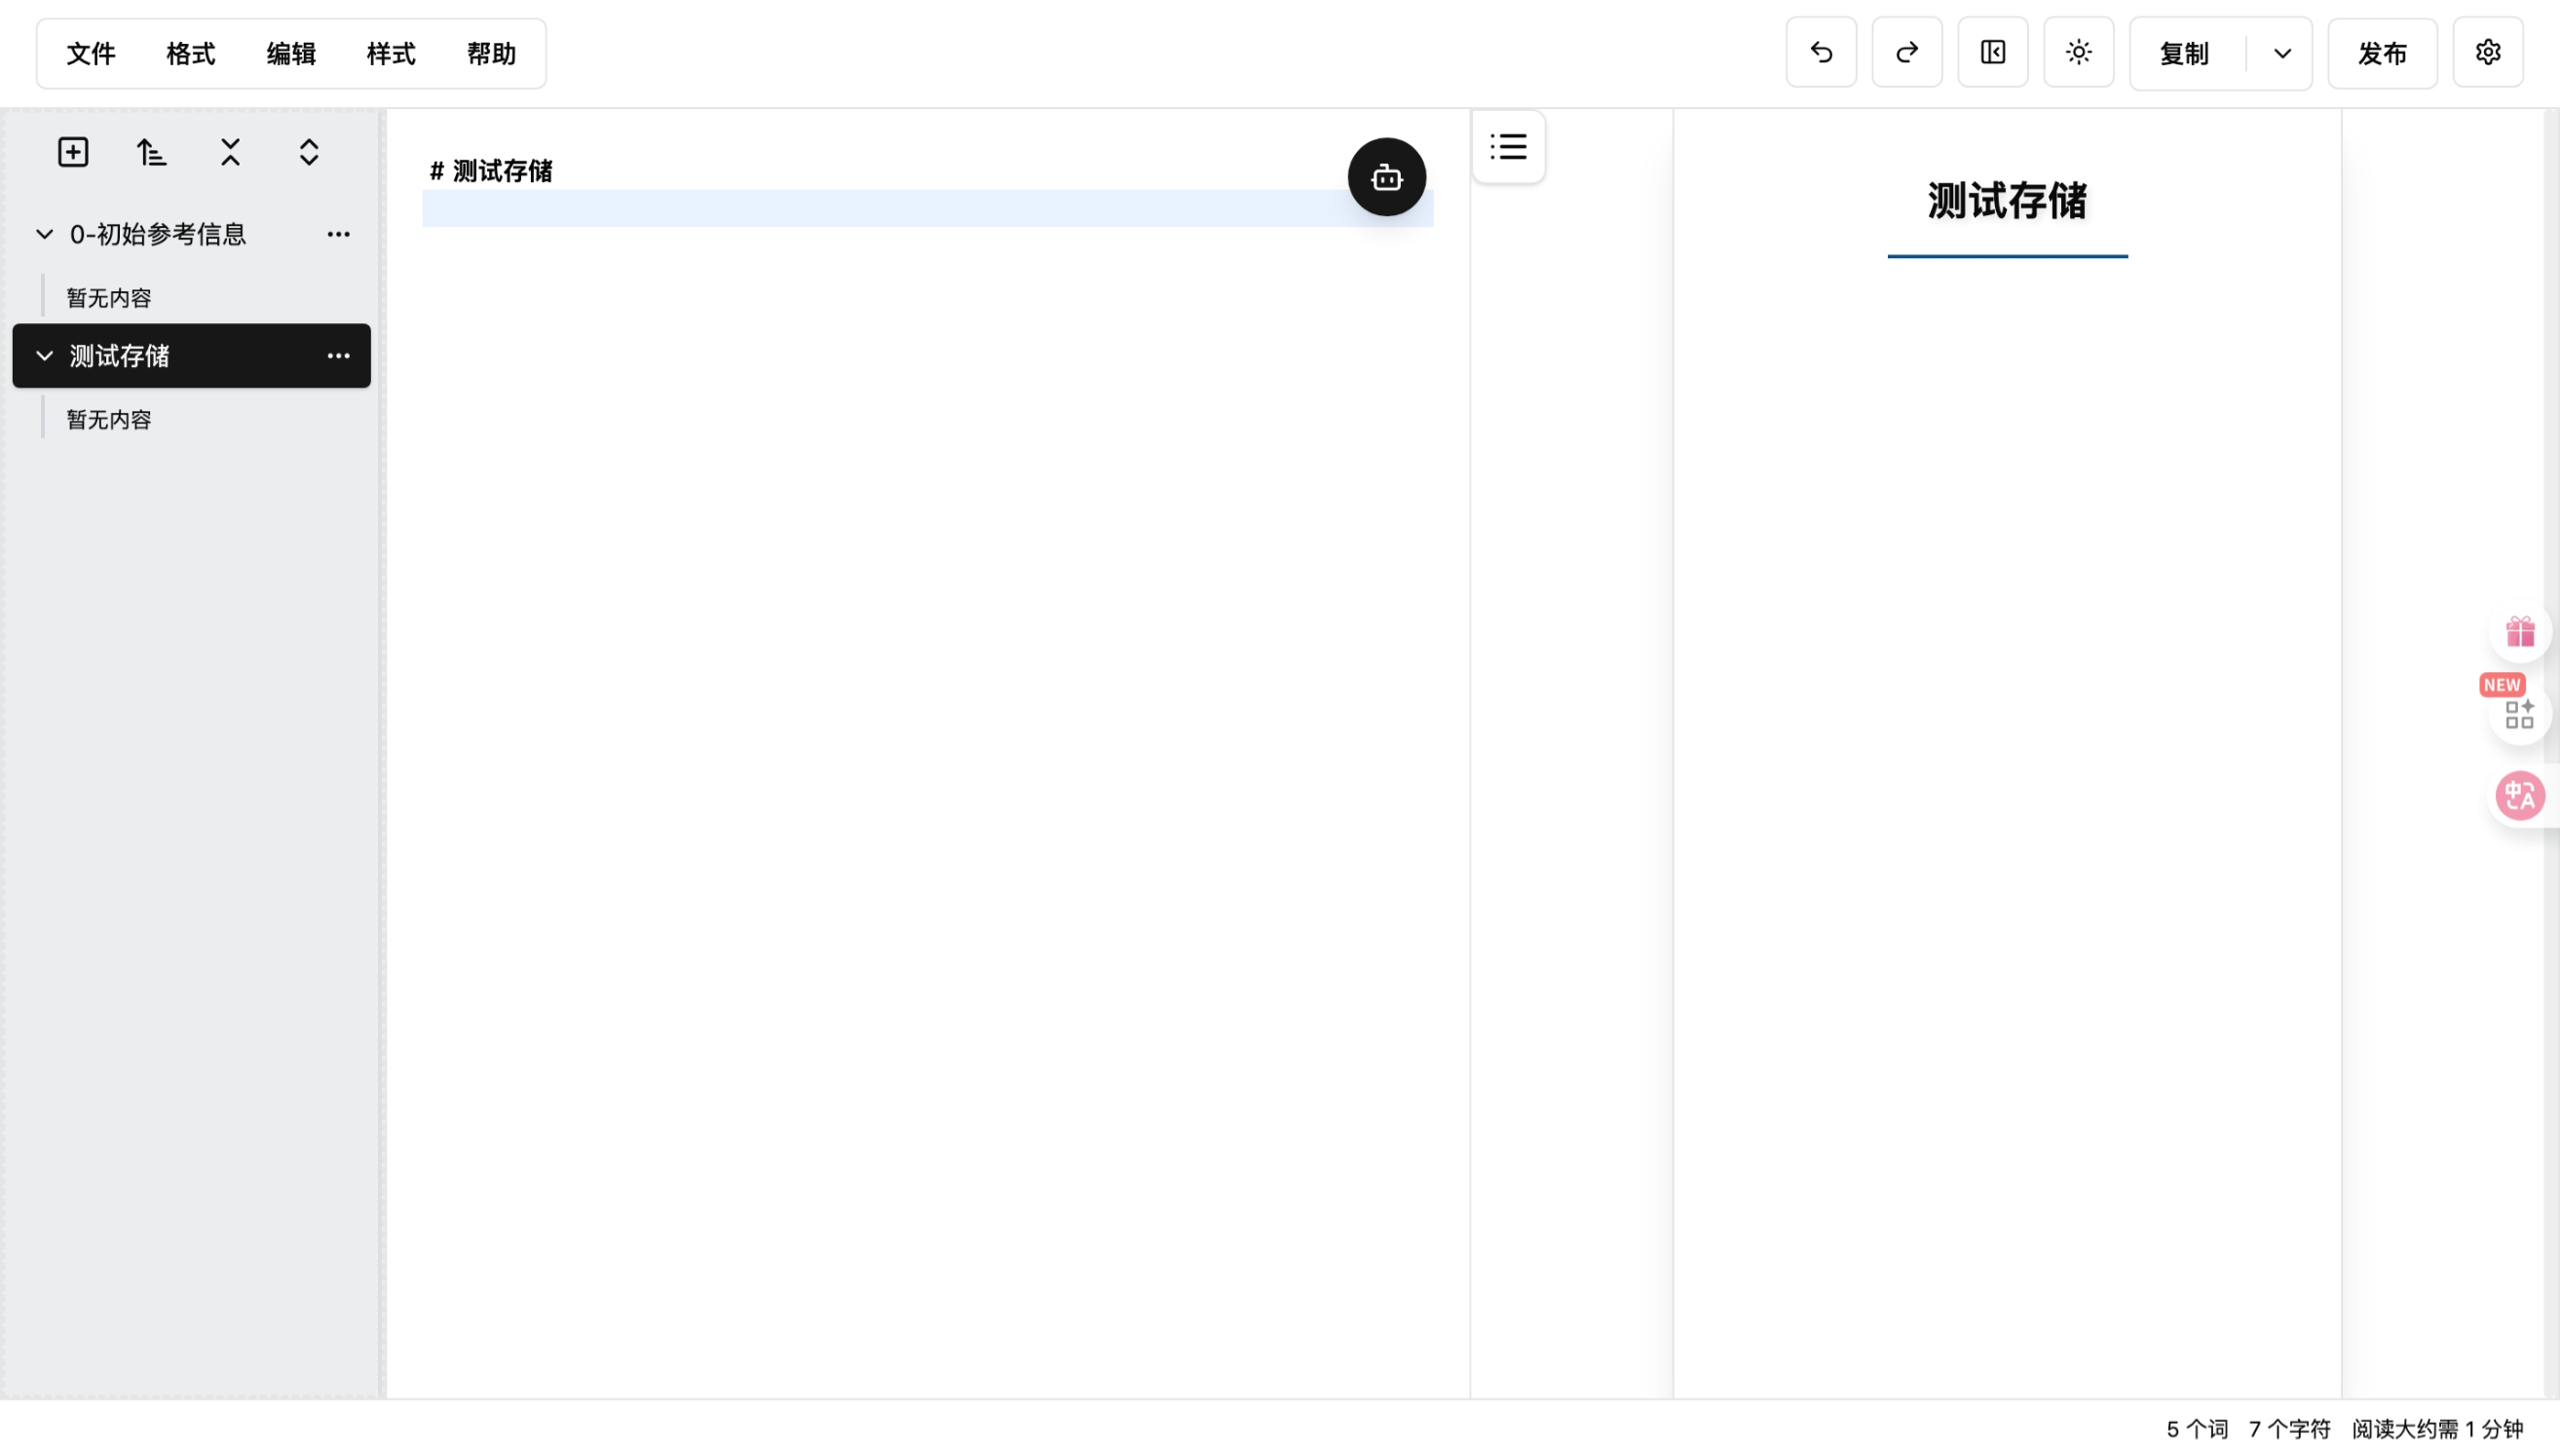 文件 格式 编辑 样式 帮助
复制 发布
0-初始参考信息
暂无内容
测试存储
暂无内容
# 测试存储
测试存储
NEW
中A
5 个词 7 个字符 阅读大约需 1 分钟